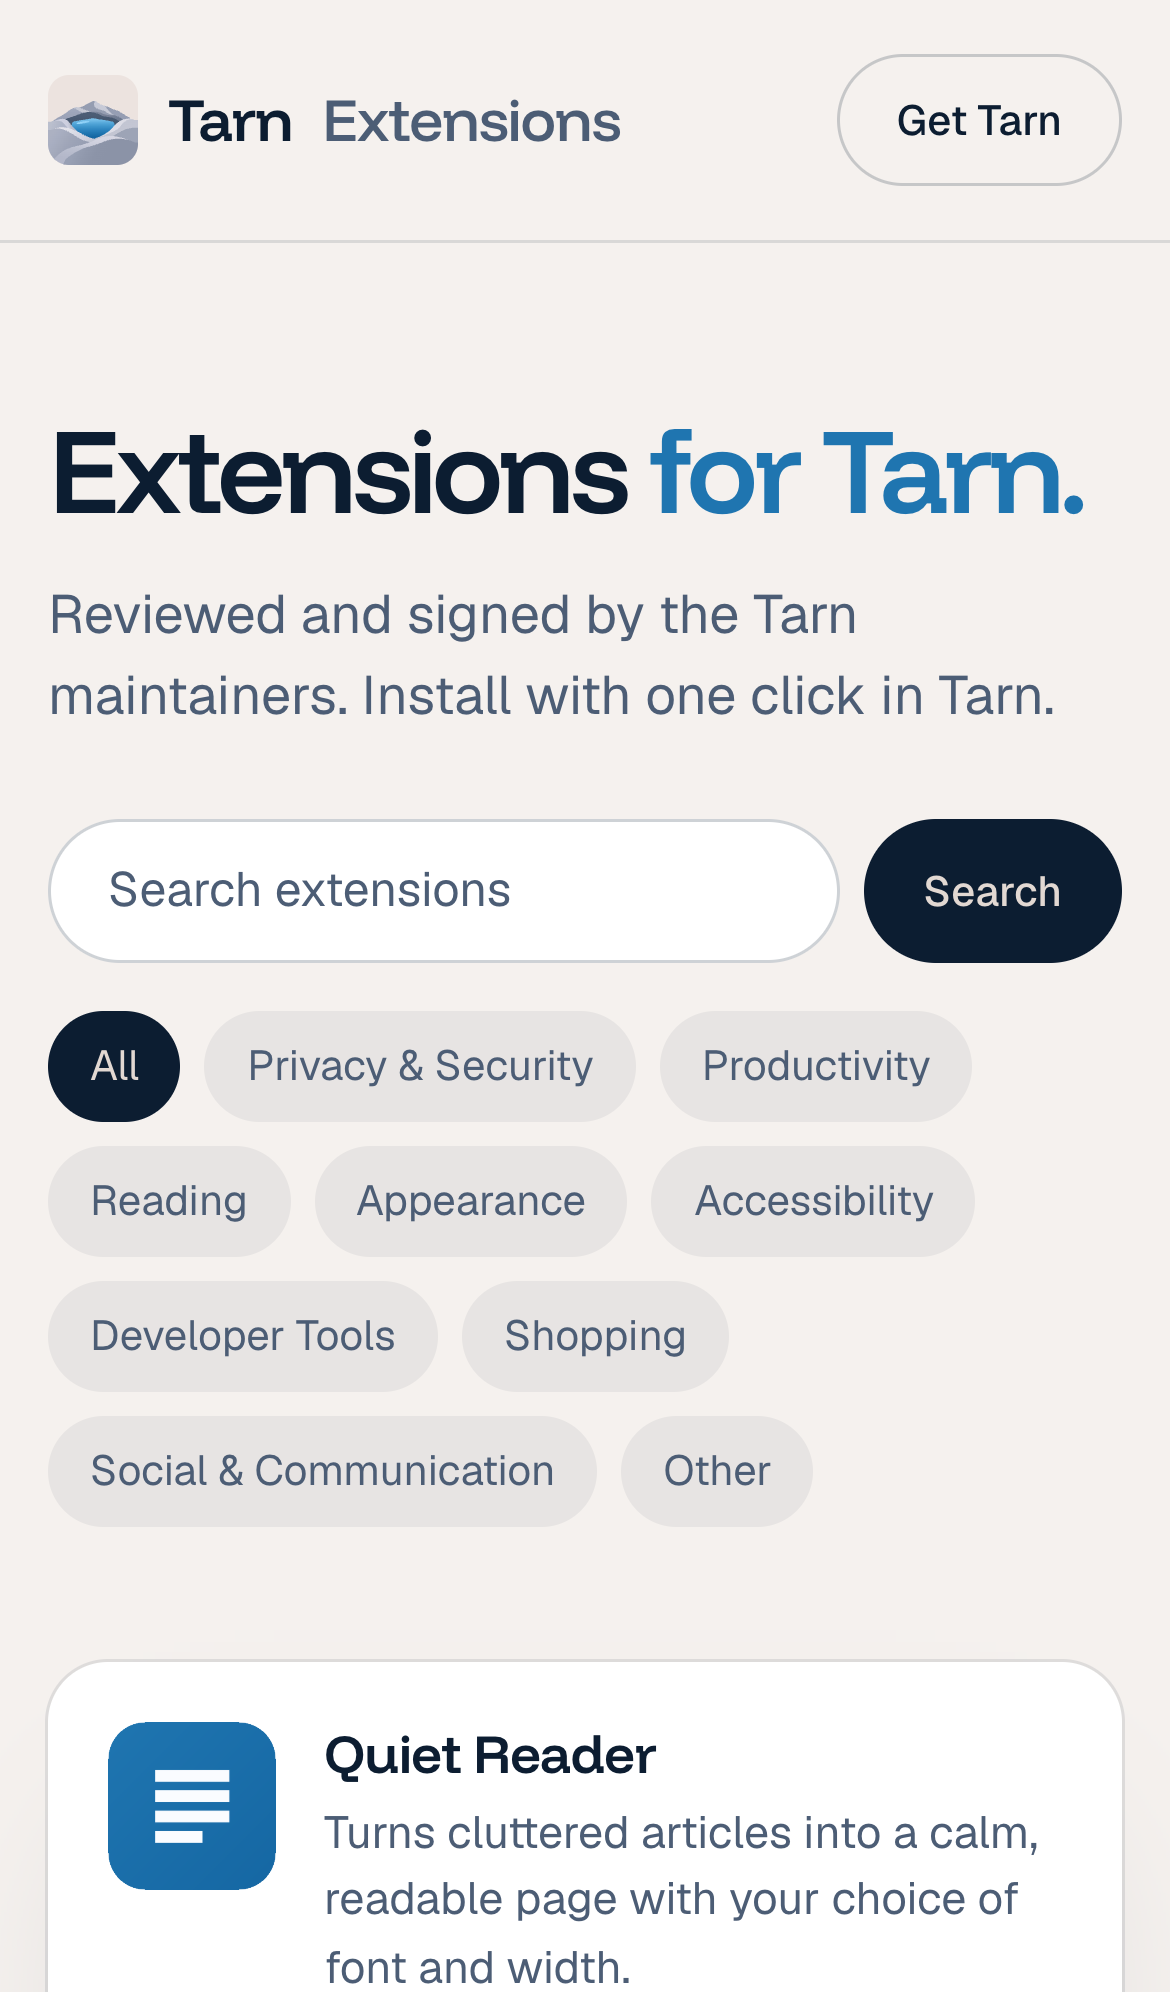 Tarn Extensions
Get Tarn
Extensions for Tarn.
Reviewed and signed by the Tarn
maintainers. Install with one click in Tarn.
Search extensions
Search
All
Privacy & Security
Productivity
Reading
Appearance
Accessibility
Developer Tools
Shopping
Social & Communication
Other
Quiet Reader
Turns cluttered articles into a calm,
readable page with your choice of
font and width.